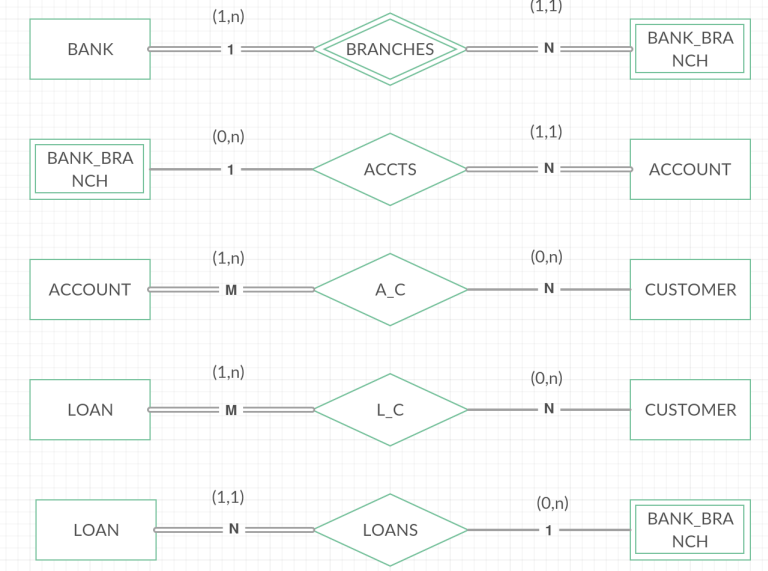 (1,n) (1,1)
BANK 1 BRANCHES N BANK_BRA
NCH
(0,n) (1,1)
BANK_BRA
NCH 1 ACCTS N ACCOUNT
(1,n) (0,n)
ACCOUNT M A_C N CUSTOMER
(1,n) (0,n)
LOAN M L_C N CUSTOMER
(1,1) (0,n)
LOAN N LOANS 1 BANK_BRA
NCH